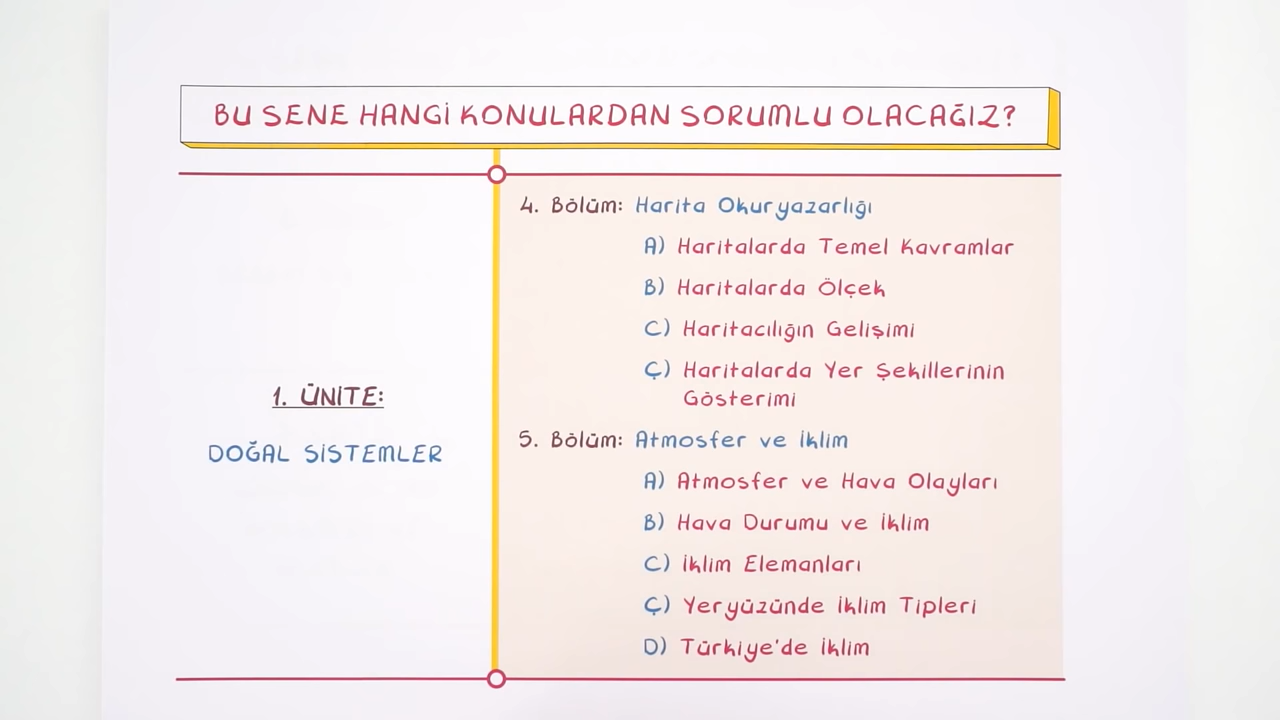 BU SENE HANGİ KONULARDAN SORUMLU OLACAĞIZ?
1. ÜNİTE:
DOĞAL SİSTEMLER
4. Bölüm: Harita Okuryazarlığı
A) Haritalarda Temel Kavramlar
B) Haritalarda Ölçek
C) Haritacılığın Gelişimi
Ç) Haritalarda Yer Şekillerinin
Gösterimi
5. Bölüm: Atmosfer ve İklim
A) Atmosfer ve Hava Olayları
B) Hava Durumu ve İklim
C) İklim Elemanları
Ç) Yeryüzünde İklim Tipleri
D) Türkiye'de İklim